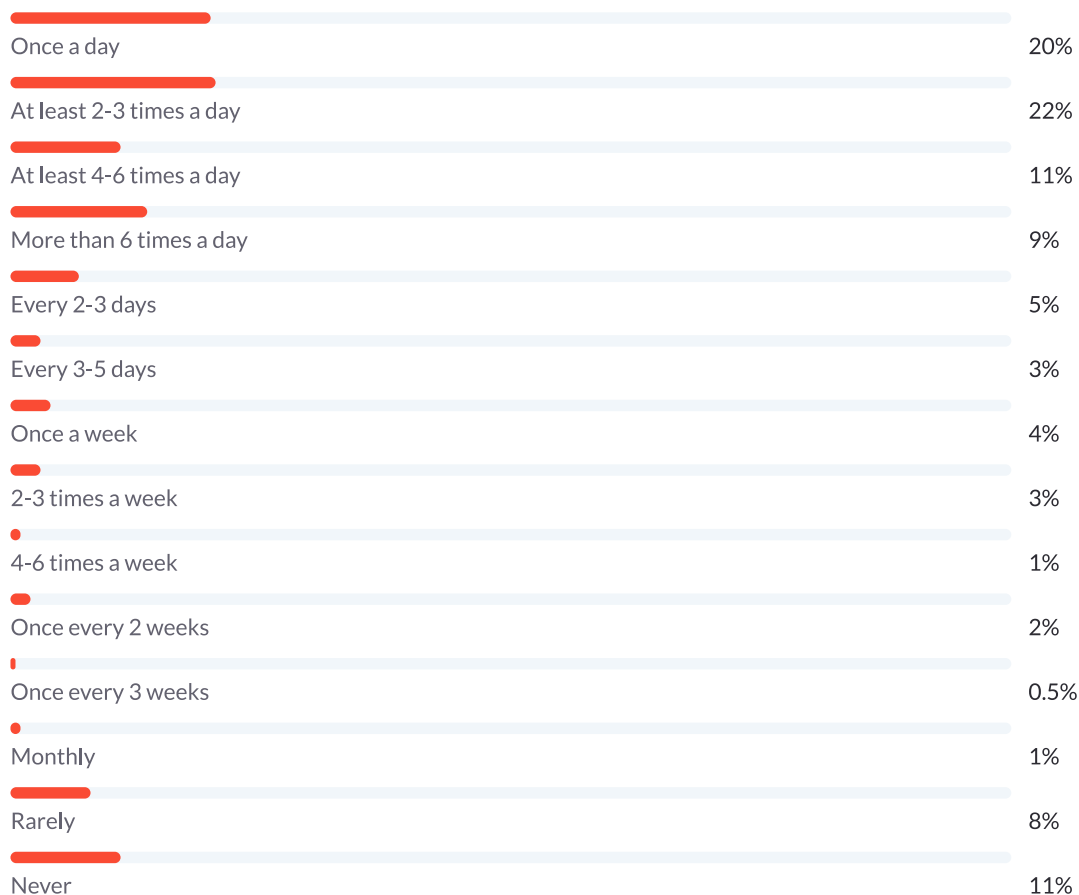 Once a day 20%
At least 2-3 times a day 22%
At least 4-6 times a day 11%
More than 6 times a day 9%
Every 2-3 days 5%
Every 3-5 days 3%
Once a week 4%
2-3 times a week 3%
4-6 times a week 1%
Once every 2 weeks 2%
Once every 3 weeks 0.5%
Monthly 1%
Rarely 8%
Never 11%